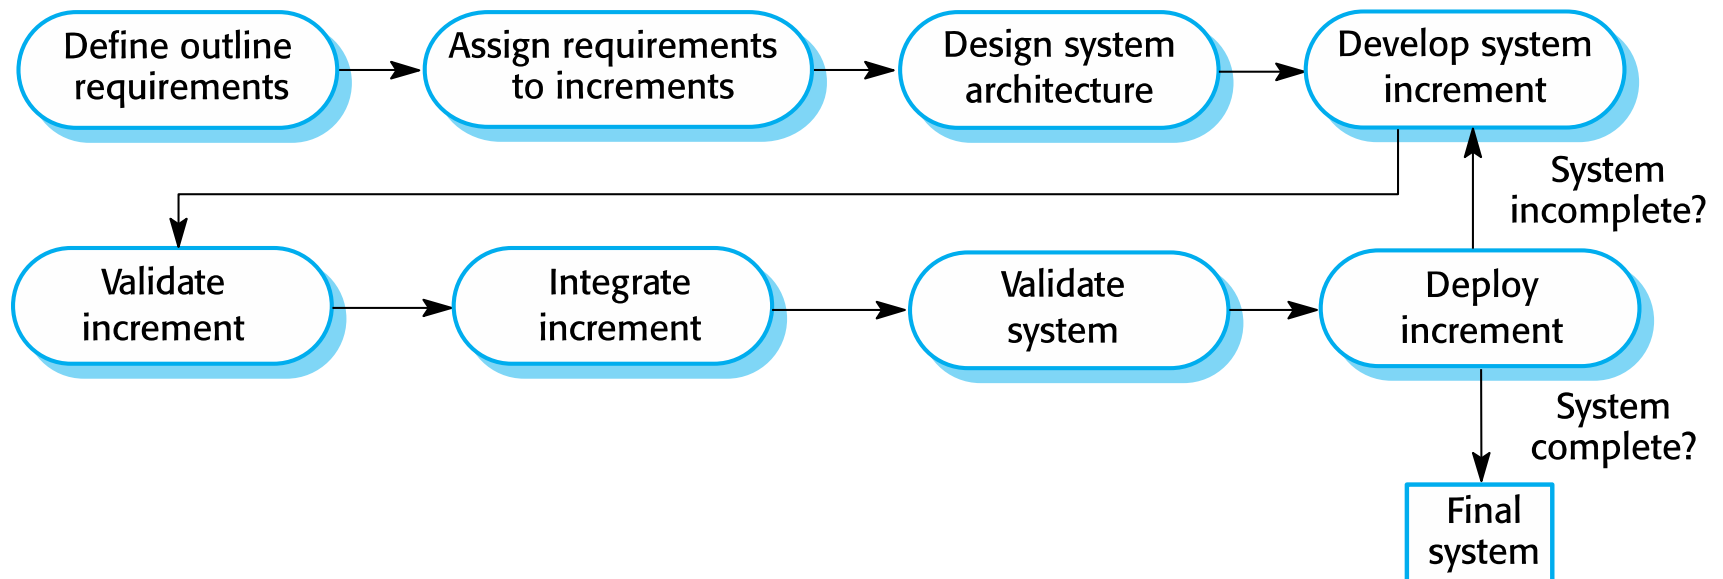 Define outline
requirements
Assign requirements
to increments
Design system
architecture
Develop system
increment
System
incomplete?
Validate
increment
Integrate
increment
Validate
system
Deploy
increment
System
complete?
Final
system